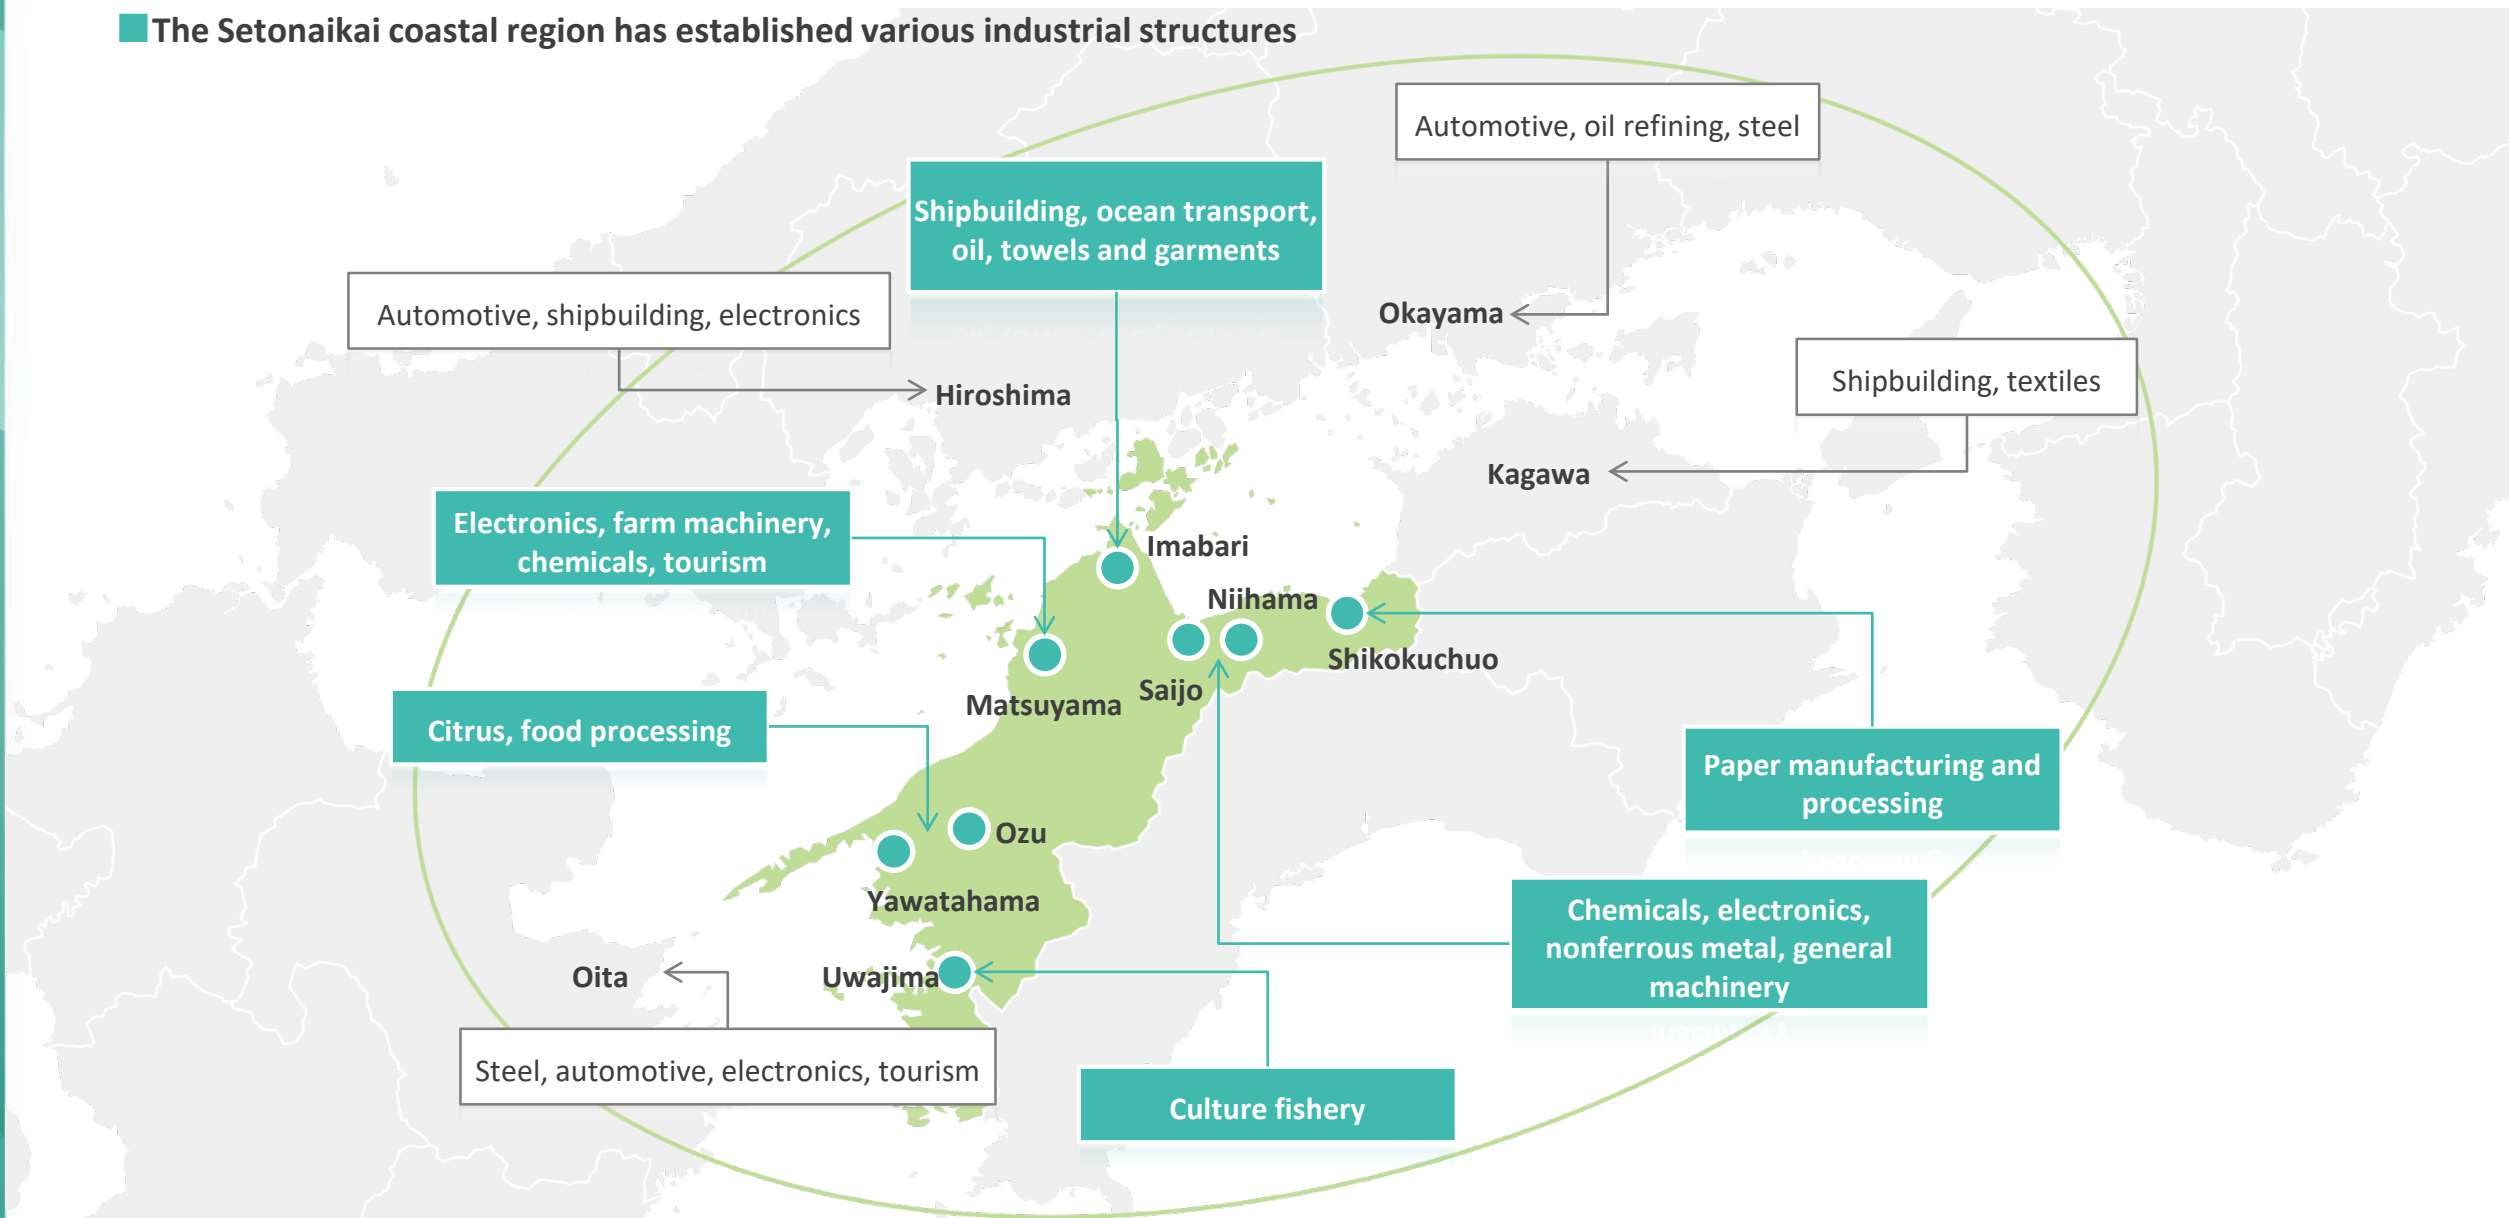 The Setonaikai coastal region has established various industrial structures
Automotive, oil refining, steel
Shipbuilding, ocean transport,
oil, towels and garments
Automotive, shipbuilding, electronics
Okayama
Hiroshima
Shipbuilding, textiles
Kagawa
Electronics, farm machinery,
chemicals, tourism
Imabari
Niihama
Shikokuchuo
Saijo
Matsuyama
Citrus, food processing
Paper manufacturing and
processing
Ozu
Yawatahama
Chemicals, electronics,
nonferrous metal, general
machinery
Oita
Uwajima
Steel, automotive, electronics, tourism
Culture fishery